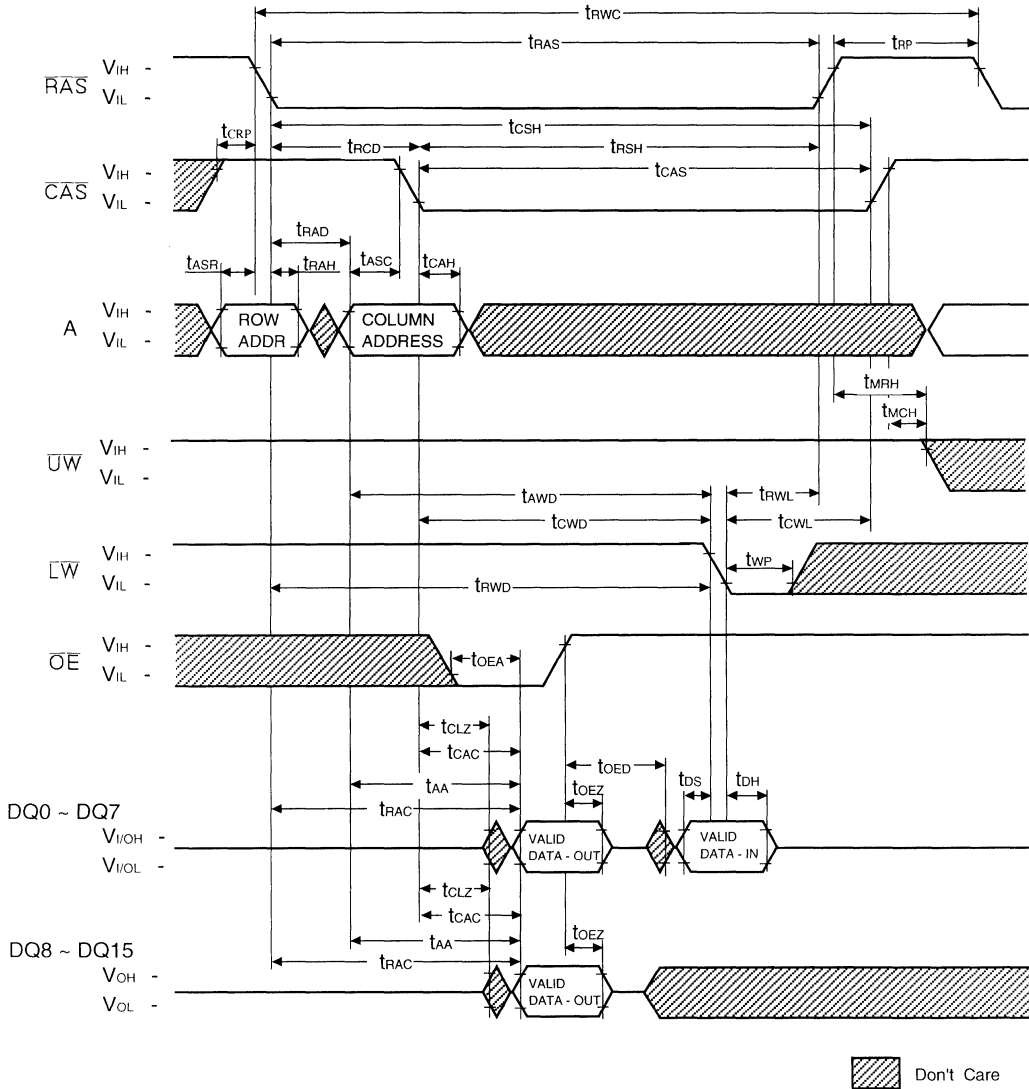 tRWC
tRAS
tRP
RAS
VIH -
VIL -
tCSH
tCRP
tRCD
tRSH
CAS
VIH -
VIL -
tCAS
tRAD
tASR
tRAH
tASC
tCAH
A
VIH -
VIL -
ROW
ADDR
COLUMN
ADDRESS
tMRH
tMCH
UW
VIH -
VIL -
tAWD
tRWL
tCWD
tCWL
LW
VIH -
VIL -
tWP
tRWD
OE
VIH -
VIL -
tOEA
tCLZ
tCAC
tOED
tAA
tDS
tDH
tOEZ
tRAC
DQ0 ~ DQ7
VI/OH -
VI/OL -
VALID
DATA - OUT
VALID
DATA - IN
tCLZ
tCAC
tOEZ
tAA
DQ8 ~ DQ15
tRAC
VOH -
VOL -
VALID
DATA - OUT
Don't Care